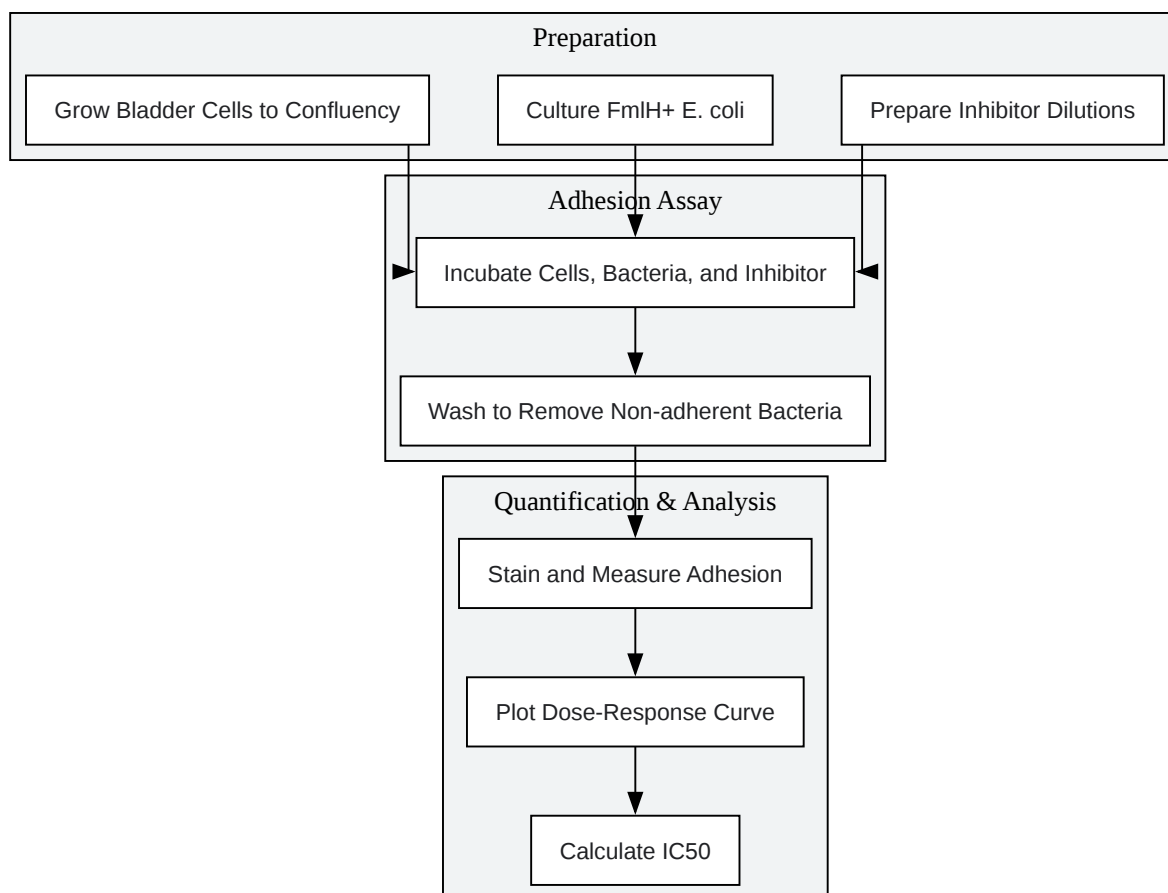 Preparation
Grow Bladder Cells to Confluency
Culture FmlH+ E. coli
Prepare Inhibitor Dilutions
Adhesion Assay
Incubate Cells, Bacteria, and Inhibitor
Wash to Remove Non-adherent Bacteria
Quantification & Analysis
Stain and Measure Adhesion
Plot Dose-Response Curve
Calculate IC50